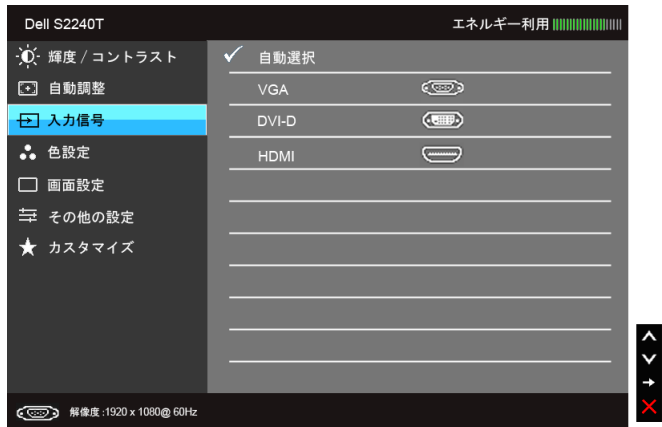 Dell S2240T
エネルギー利用
輝度 / コントラスト
自動調整
入力信号
色設定
画面設定
その他の設定
カスタマイズ
自動選択
VGA
DVI-D
HDMI
解像度 :1920 x 1080@ 60Hz